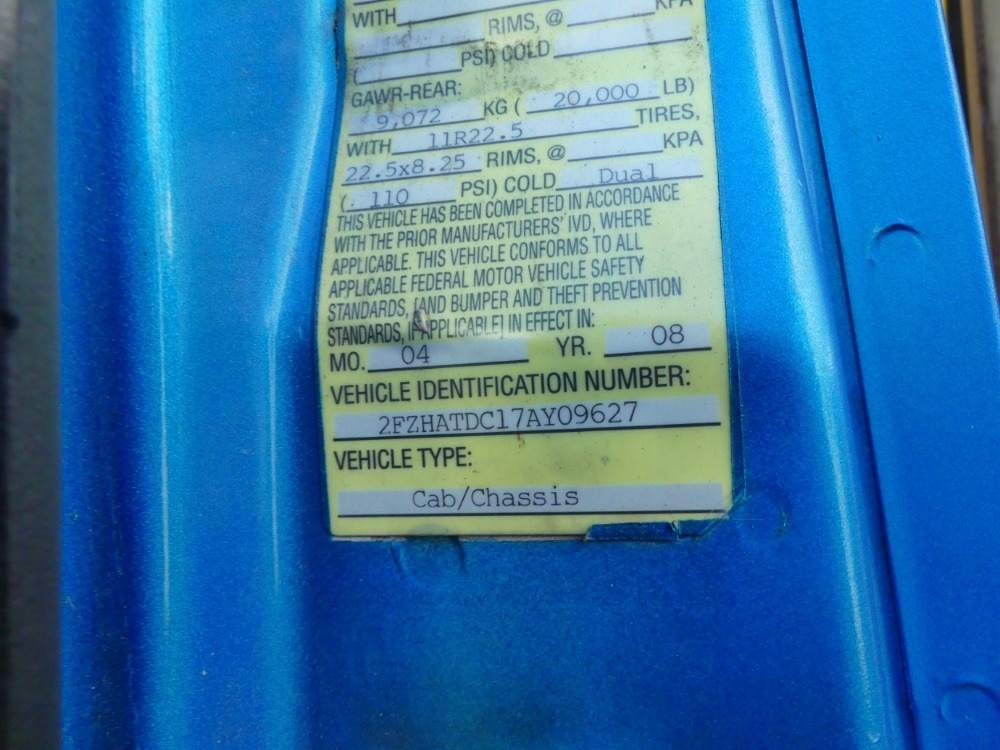 WITH KPA
RIMS, @
( PSI) COLD
GAWR-REAR:
9,072 KG ( 20,000 LB)
WITH 11R22.5 TIRES,
22.5x8.25 RIMS, @ KPA
( 110 PSI) COLD Dual
THIS VEHICLE HAS BEEN COMPLETED IN ACCORDANCE
WITH THE PRIOR MANUFACTURERS' IVD, WHERE
APPLICABLE. THIS VEHICLE CONFORMS TO ALL
APPLICABLE FEDERAL MOTOR VEHICLE SAFETY
STANDARDS, [AND BUMPER AND THEFT PREVENTION
STANDARDS, IF APPLICABLE] IN EFFECT IN:
MO. 04 YR. 08
VEHICLE IDENTIFICATION NUMBER:
2FZHATDC17AY09627
VEHICLE TYPE:
Cab/Chassis